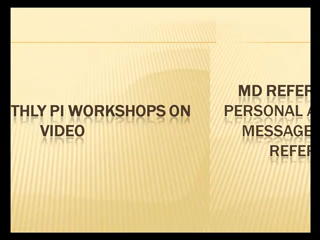 THLY PI WORKSHOPS ON
VIDEO
MD REFER
PERSONAL A
MESSAGE
REFER